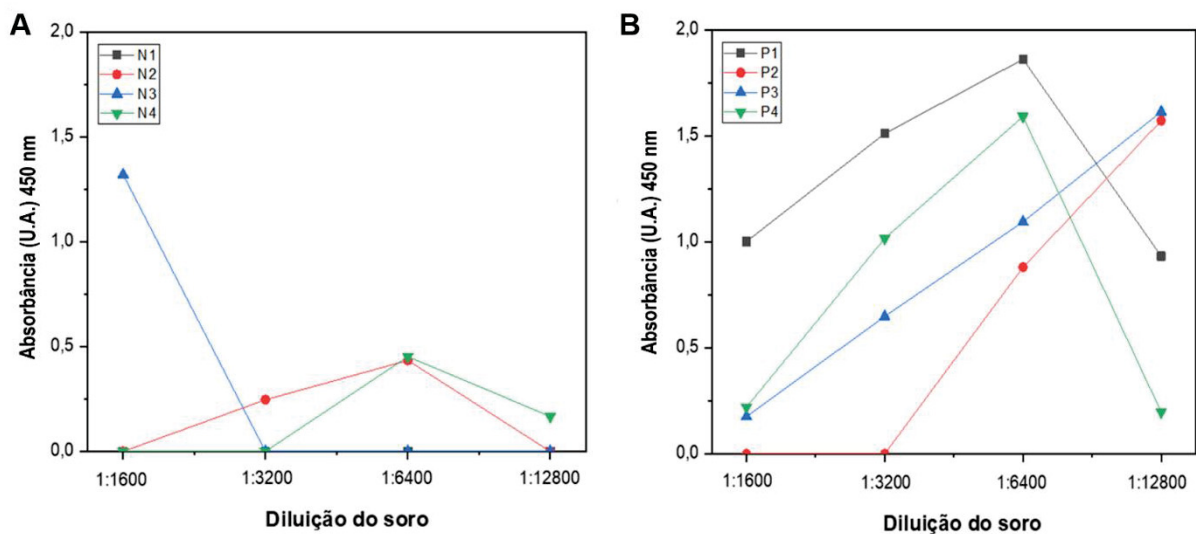 A
Absorbância (U.A.) 450 nm
2,0
1,5
1,0
0,5
0,0
N1
N2
N3
N4
1:1600
1:3200
1:6400
1:12800
Diluição do soro
B
Absorbância (U.A.) 450 nm
2,0
1,5
1,0
0,5
0,0
P1
P2
P3
P4
1:1600
1:3200
1:6400
1:12800
Diluição do soro